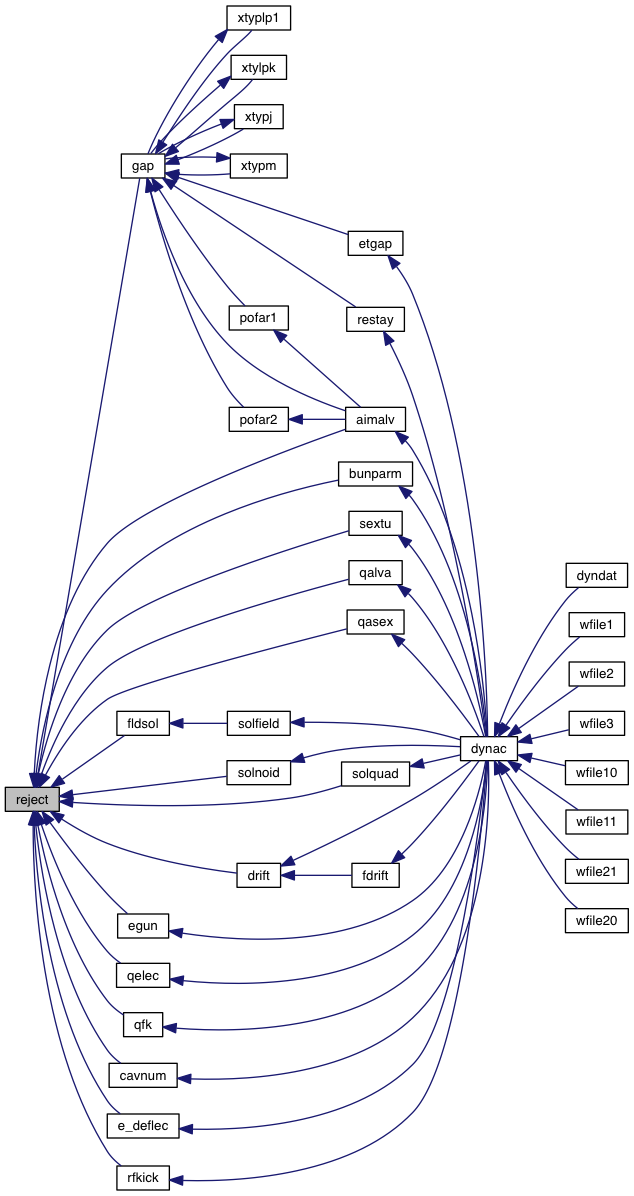 xtyplp1
xtylpk
xtypj
gap
xtypm
etgap
pofar1
restay
pofar2
aimalv
bunparm
sextu
qalva
dyndat
qasex
wfile1
wfile2
fldsol
solfield
wfile3
dynac
solnoid
solquad
wfile10
reject
wfile11
drift
fdrift
wfile21
egun
wfile20
qelec
qfk
cavnum
e_deflec
rfkick